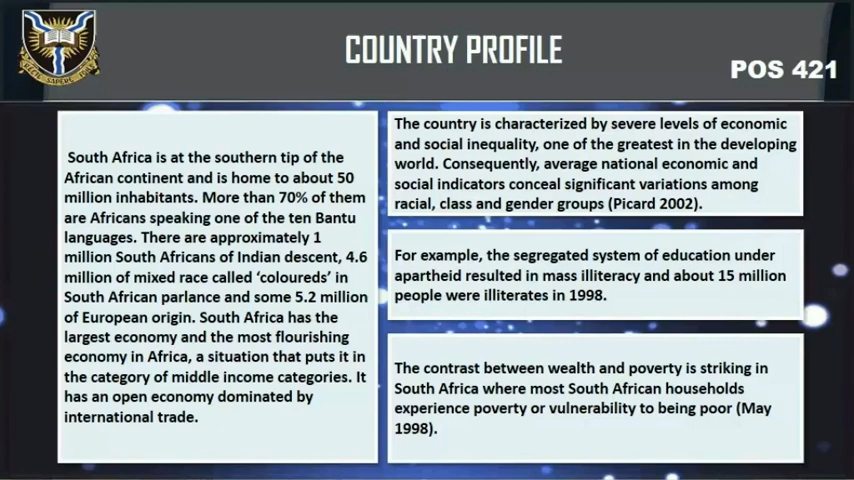 COUNTRY PROFILE
POS 421
South Africa is at the southern tip of the
African continent and is home to about 50
million inhabitants. More than 70% of them
are Africans speaking one of the ten Bantu
languages. There are approximately 1
million South Africans of Indian descent, 4.6
million of mixed race called ‘coloureds’ in
South African parlance and some 5.2 million
of European origin. South Africa has the
largest economy and the most flourishing
economy in Africa, a situation that puts it in
the category of middle income categories. It
has an open economy dominated by
international trade.
The country is characterized by severe levels of economic
and social inequality, one of the greatest in the developing
world. Consequently, average national economic and
social indicators conceal significant variations among
racial, class and gender groups (Picard 2002).
For example, the segregated system of education under
apartheid resulted in mass illiteracy and about 15 million
people were illiterates in 1998.
The contrast between wealth and poverty is striking in
South Africa where most South African households
experience poverty or vulnerability to being poor (May
1998).